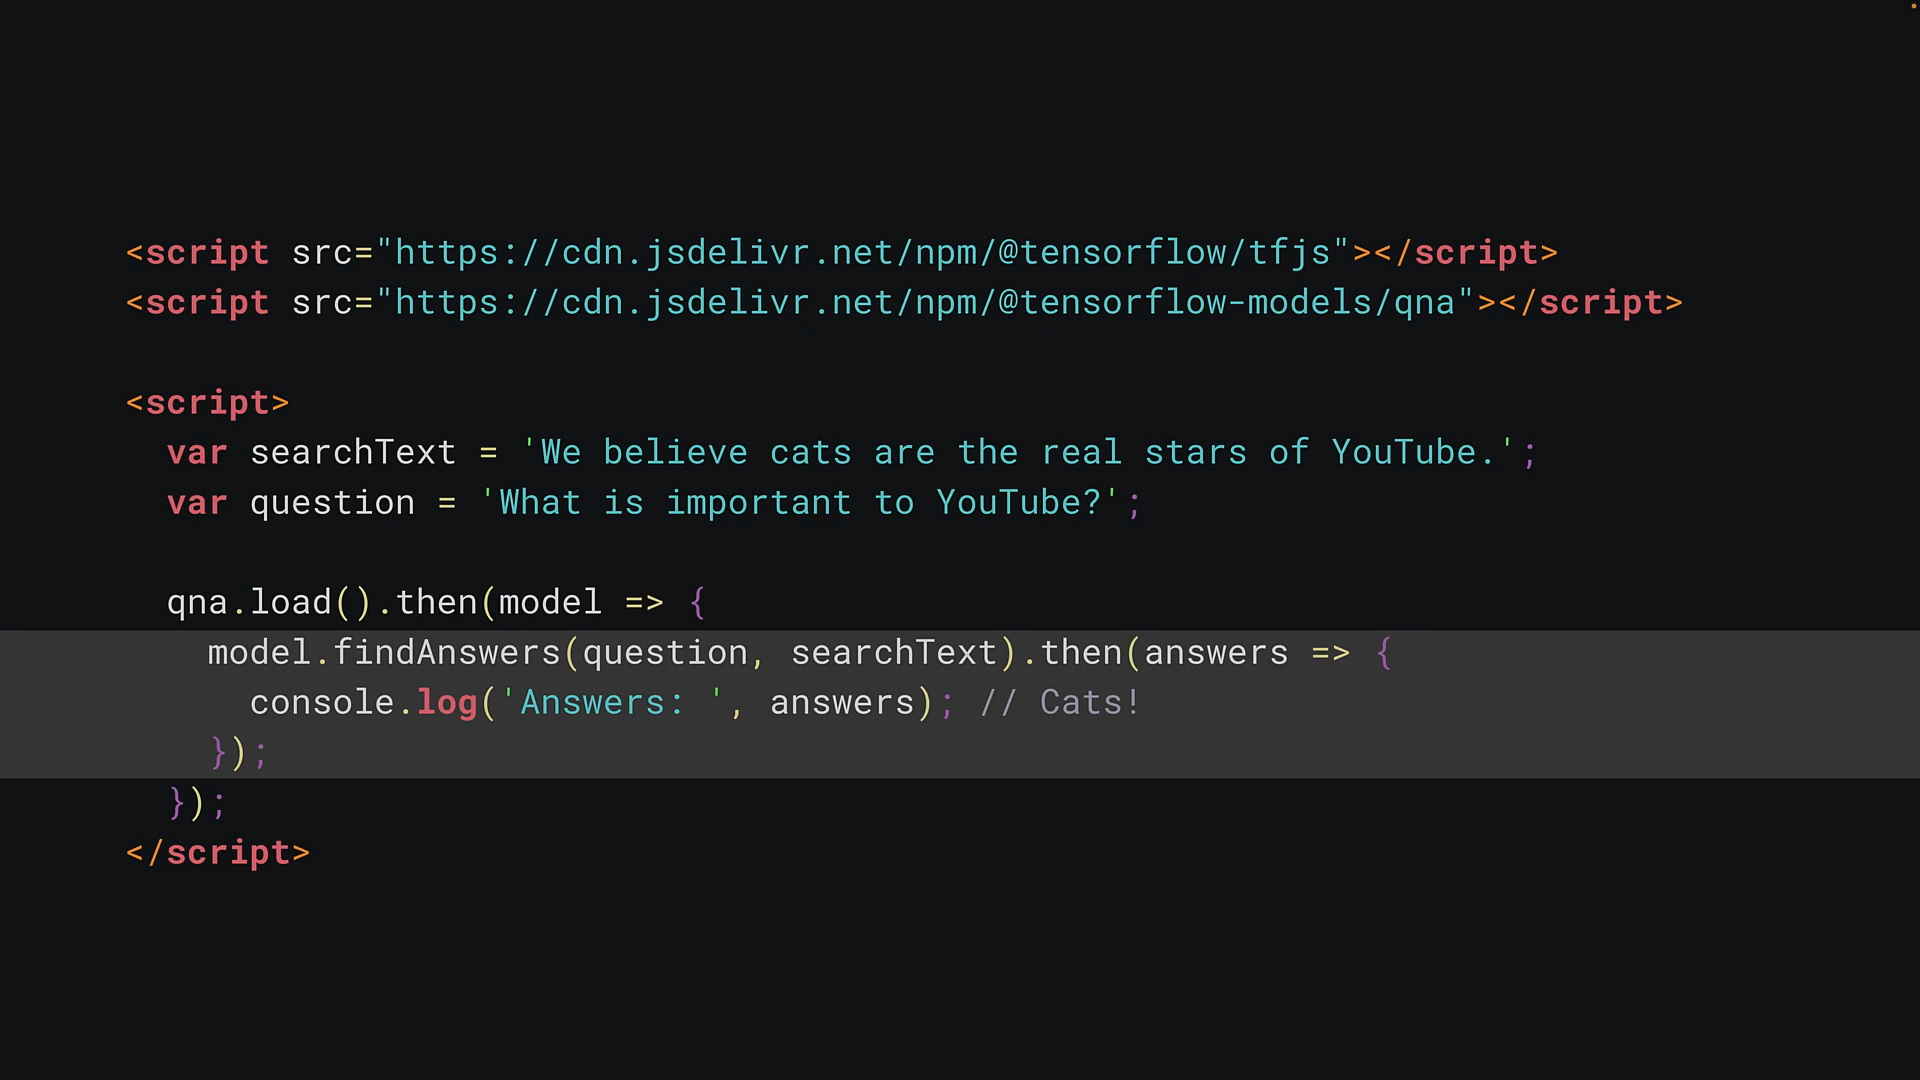 <script src="https://cdn.jsdelivr.net/npm/@tensorflow/tfjs"></script>
<script src="https://cdn.jsdelivr.net/npm/@tensorflow-models/qna"></script>
<script>
var searchText = 'We believe cats are the real stars of YouTube.';
var question = 'What is important to YouTube?';
qna.load().then(model => {
model.findAnswers(question, searchText).then(answers => {
console.log('Answers: ', answers); // Cats!
});
});
</script>